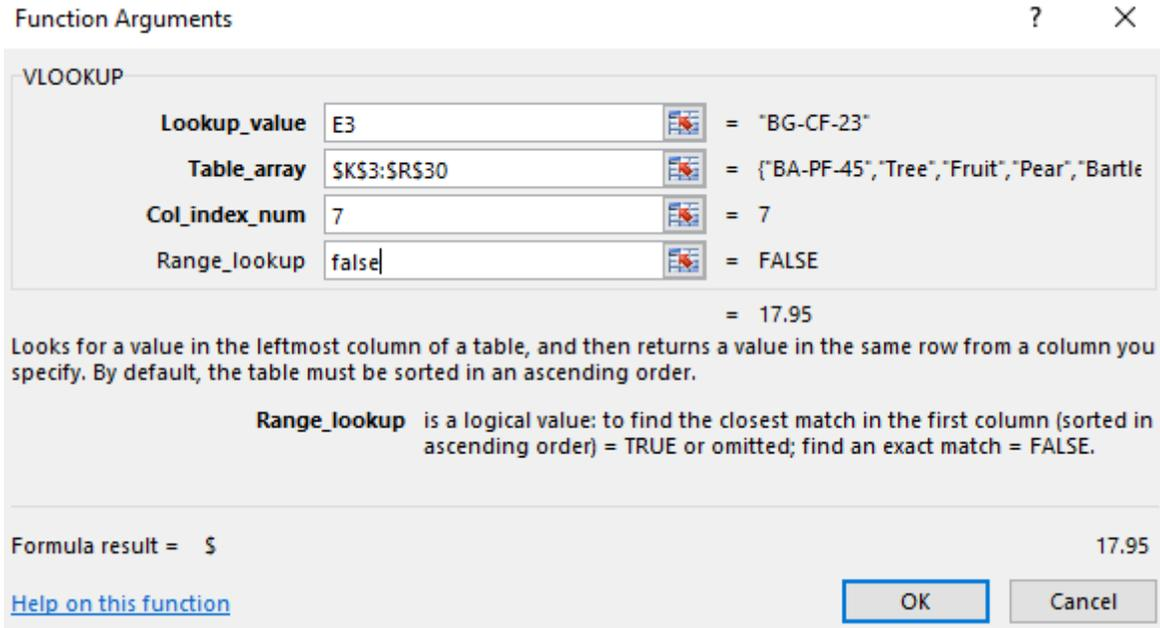 Function Arguments ? ✕
VLOOKUP
Lookup_value E3 = "BG-CF-23"
Table_array $K$3:$R$30 = {"BA-PF-45","Tree","Fruit","Pear","Bartle
Col_index_num 7 = 7
Range_lookup false = FALSE
= 17.95
Looks for a value in the leftmost column of a table, and then returns a value in the same row from a column you
specify. By default, the table must be sorted in an ascending order.
Range_lookup is a logical value: to find the closest match in the first column (sorted in
ascending order) = TRUE or omitted; find an exact match = FALSE.
Formula result = $ 17.95
Help on this function OK Cancel